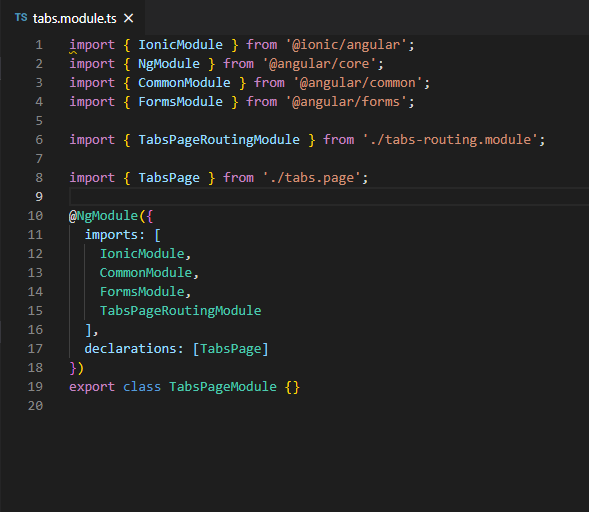 TS tabs.module.ts ×
1 import { IonicModule } from '@ionic/angular';
2 import { NgModule } from '@angular/core';
3 import { CommonModule } from '@angular/common';
4 import { FormsModule } from '@angular/forms';
5
6 import { TabsPageRoutingModule } from './tabs-routing.module';
7
8 import { TabsPage } from './tabs.page';
9
10 @NgModule({
11   imports: [
12     IonicModule,
13     CommonModule,
14     FormsModule,
15     TabsPageRoutingModule
16   ],
17   declarations: [TabsPage]
18 })
19 export class TabsPageModule {}
20